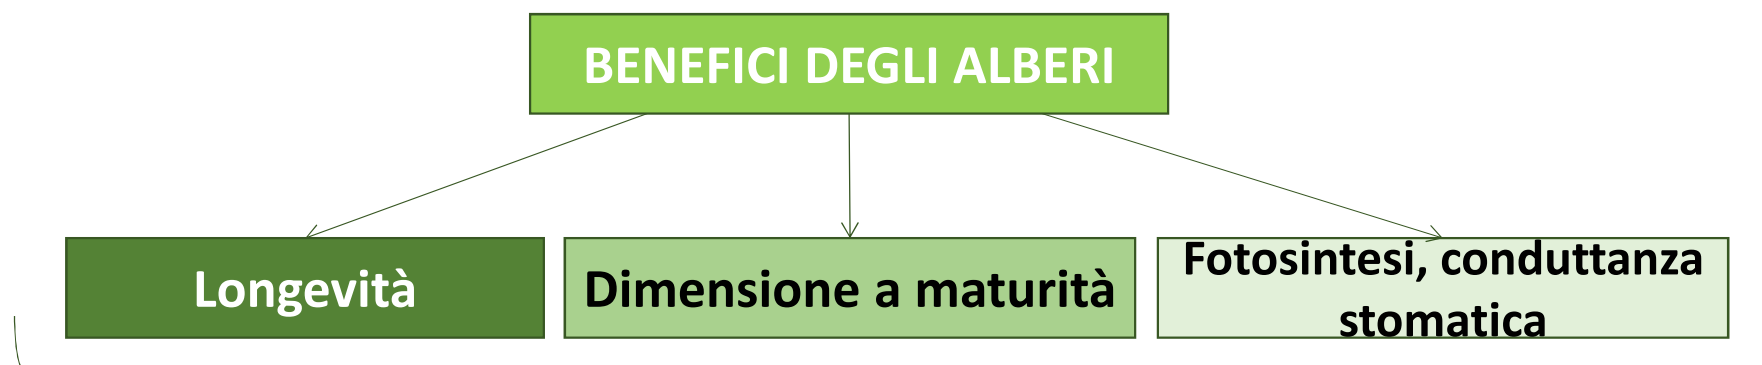 BENEFICI DEGLI ALBERI
Longevità
Dimensione a maturità
Fotosintesi, conduttanza
stomatica